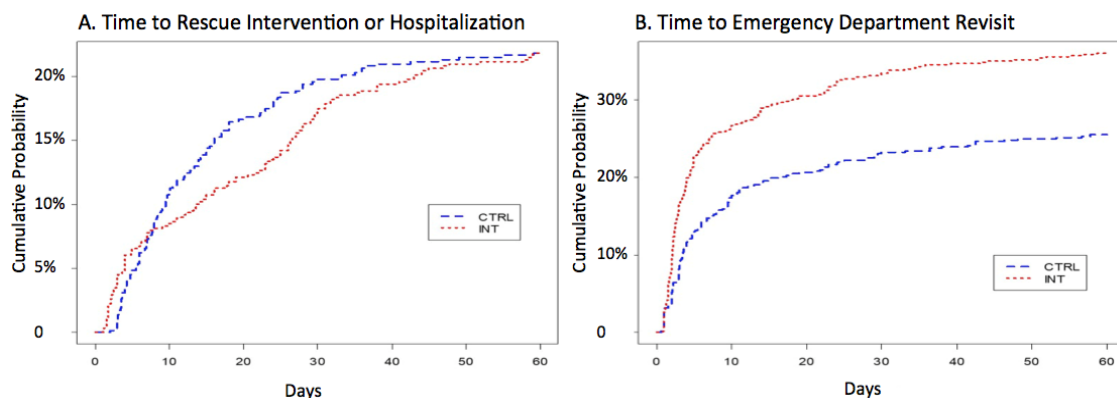 A. Time to Rescue Intervention or Hospitalization
Cumulative Probability
20%
15%
10%
5%
0
CTRL
INT
0 10 20 30 40 50 60
Days
B. Time to Emergency Department Revisit
Cumulative Probability
30%
20%
10%
0
CTRL
INT
0 10 20 30 40 50 60
Days